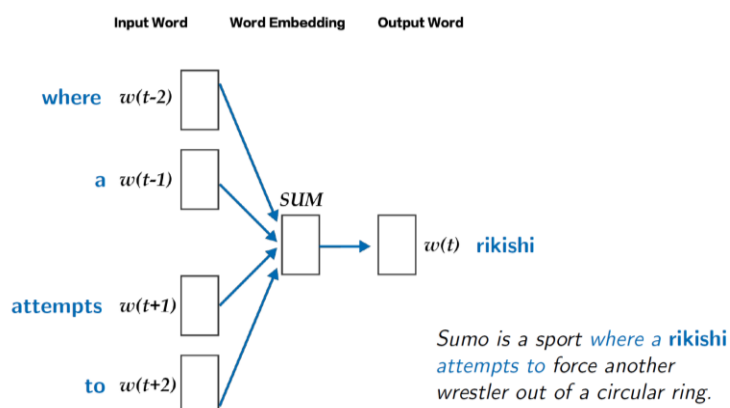 Input Word Word Embedding Output Word
where w(t-2)
a w(t-1)
SUM
w(t) rikishi
attempts w(t+1)
to w(t+2)
Sumo is a sport where a rikishi
attempts to force another
wrestler out of a circular ring.